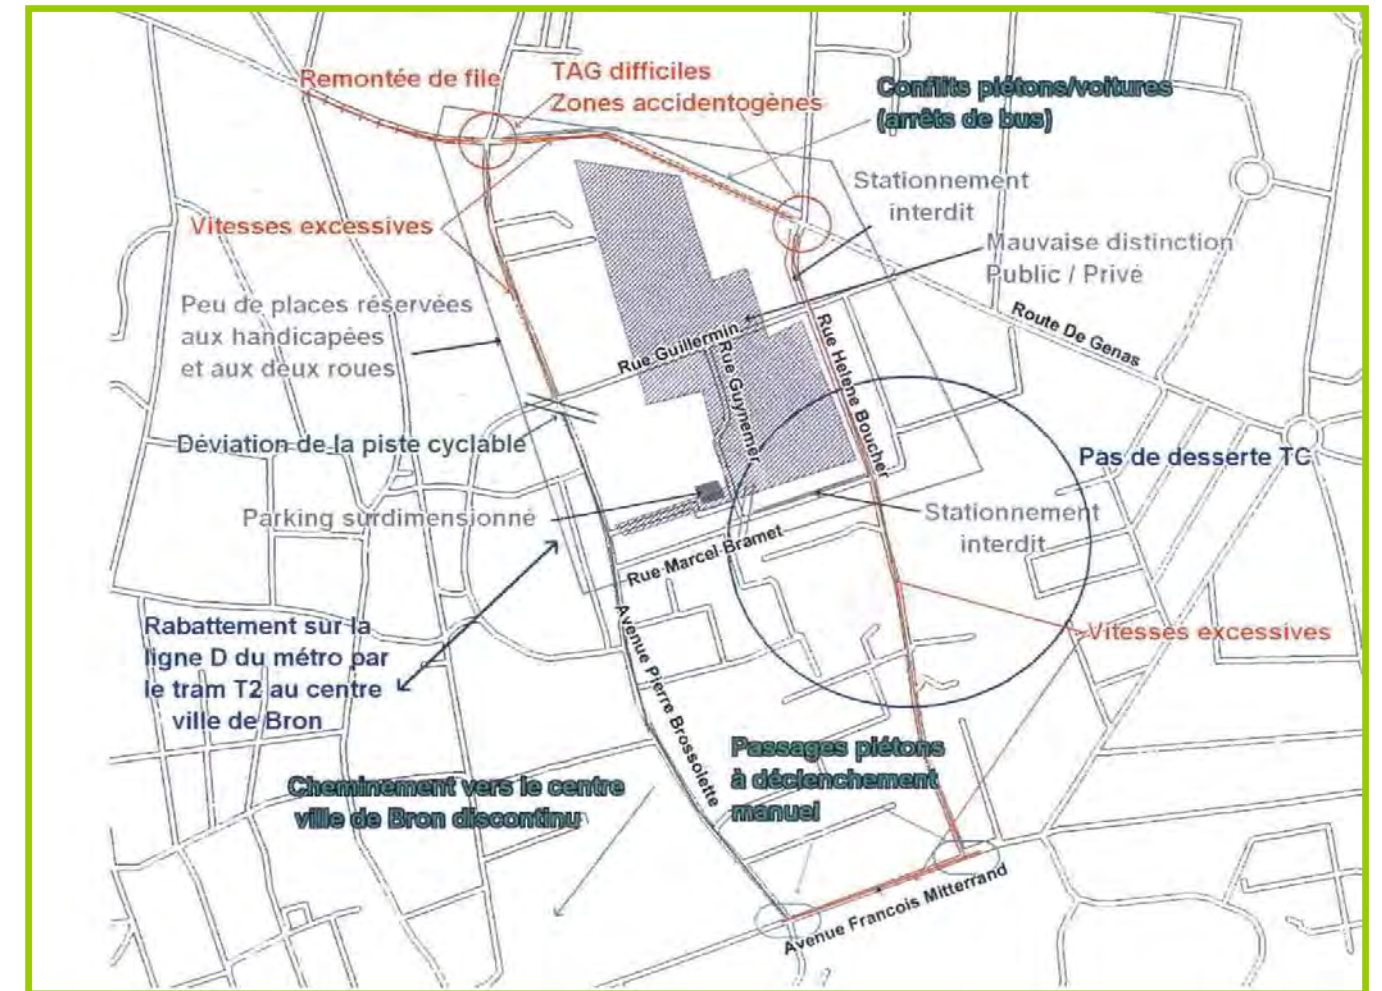 Remontée de file
TAG difficiles
Zones accidentogènes
Conflits piétons/voitures
(arrêts de bus)
Stationnement
interdit
Vitesses excessives
Mauvaise distinction
Public / Privé
Peu de places réservées
aux handicapées
et aux deux roues
Route De Genas
Rue Guillermin
Rue Guynemer
Rue Helene Boucher
Déviation de la piste cyclable
Pas de desserte TC
Parking surdimensionné
Stationnement
interdit
Rue Marcel Bramet
Rabattement sur la
ligne D du métro par
le tram T2 au centre
ville de Bron
Vitesses excessives
Avenue Pierre Brossolette
Passages piétons
à déclenchement
manuel
Cheminement vers le centre
ville de Bron discontinu
Avenue Francois Mitterrand